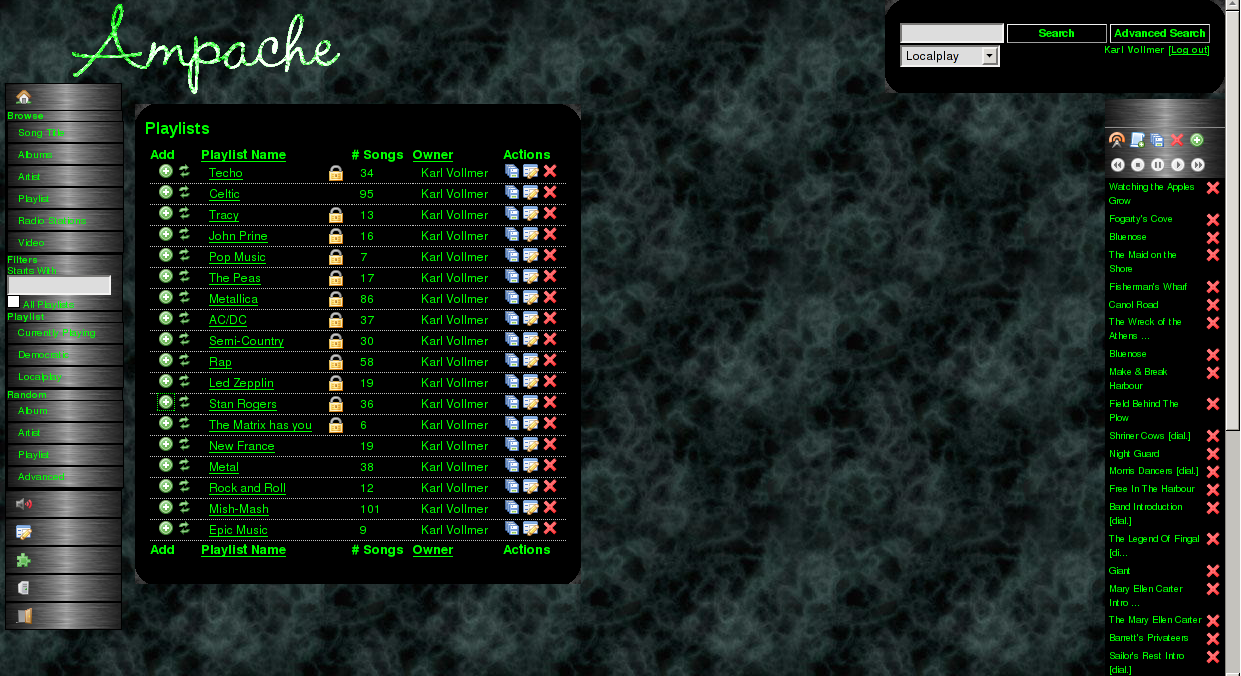 Ampache
Search
Advanced Search
Localplay
Karl Vollmer [Log out]
Browse
Song Title
Albums
Artist
Playlist
Radio Stations
Video
Filters
Starts With
All Playlists
Playlist
Currently Playing
Democratic
Localplay
Random
Album
Artist
Playlist
Advanced
Playlists
Add Playlist Name # Songs Owner Actions
Techo 34 Karl Vollmer
Celtic 95 Karl Vollmer
Tracy 13 Karl Vollmer
John Prine 16 Karl Vollmer
Pop Music 7 Karl Vollmer
The Peas 17 Karl Vollmer
Metallica 86 Karl Vollmer
AC/DC 37 Karl Vollmer
Semi-Country 30 Karl Vollmer
Rap 58 Karl Vollmer
Led Zepplin 19 Karl Vollmer
Stan Rogers 36 Karl Vollmer
The Matrix has you 6 Karl Vollmer
New France 19 Karl Vollmer
Metal 38 Karl Vollmer
Rock and Roll 12 Karl Vollmer
Mish-Mash 101 Karl Vollmer
Epic Music 9 Karl Vollmer
Add Playlist Name # Songs Owner Actions
Watching the Apples
Grow
Fogarty's Cove
Bluenose
The Maid on the
Shore
Fisherman's Wharf
Canol Road
The Wreck of the
Athens ...
Bluenose
Make & Break
Harbour
Field Behind The
Plow
Shriner Cows [dial.]
Night Guard
Morris Dancers [dial.]
Free In The Harbour
Band Introduction
[dial.]
The Legend Of Fingal
[di...
Giant
Mary Ellen Carter
Intro ...
The Mary Ellen Carter
Barrett's Privateers
Sailor's Rest Intro
[dial.]